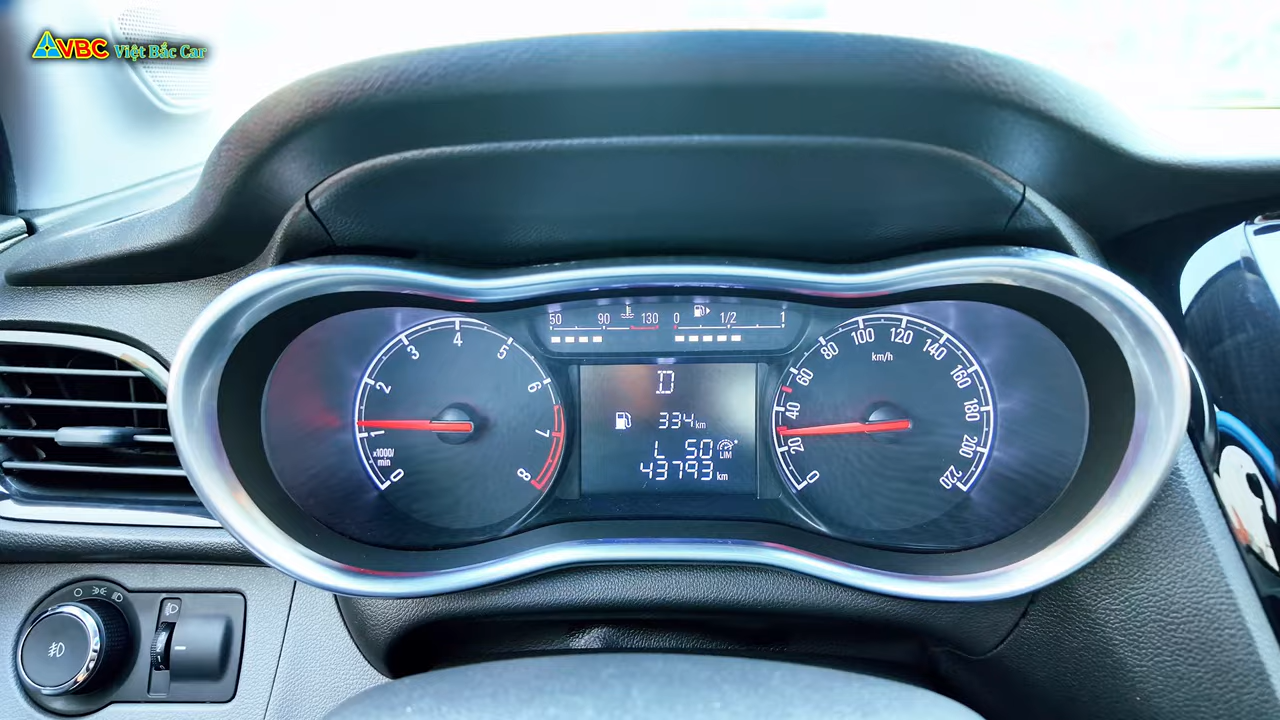 VBC Việt Bắc Car
50 90 130
0 1/2 1
0 1 2 3 4 5 6 7 8
x1000/
min
0 20 40 60 80 100 120 140 160 180 200 220
km/h
D
334 km
L 50 LIM
43793 km